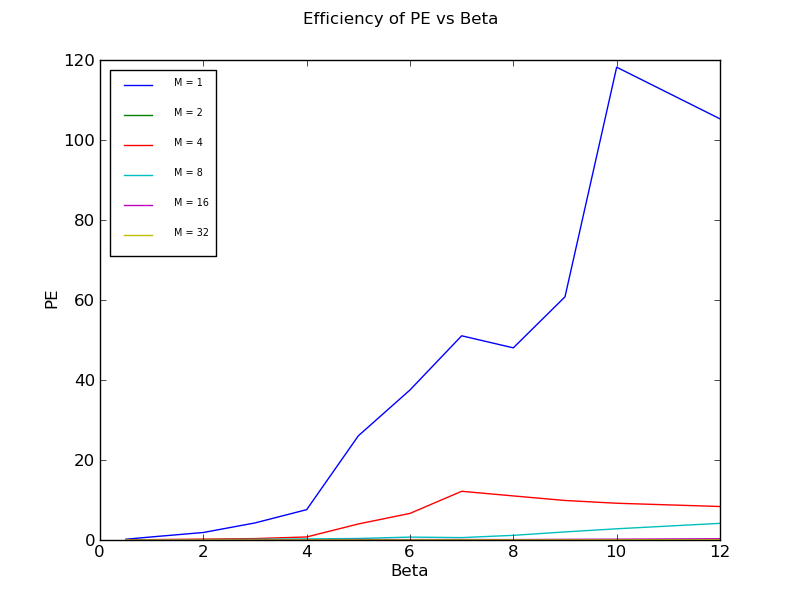 Efficiency of PE vs Beta
120
100
80
60
40
20
0
PE
M = 1
M = 2
M = 4
M = 8
M = 16
M = 32
0 2 4 6 8 10 12
Beta